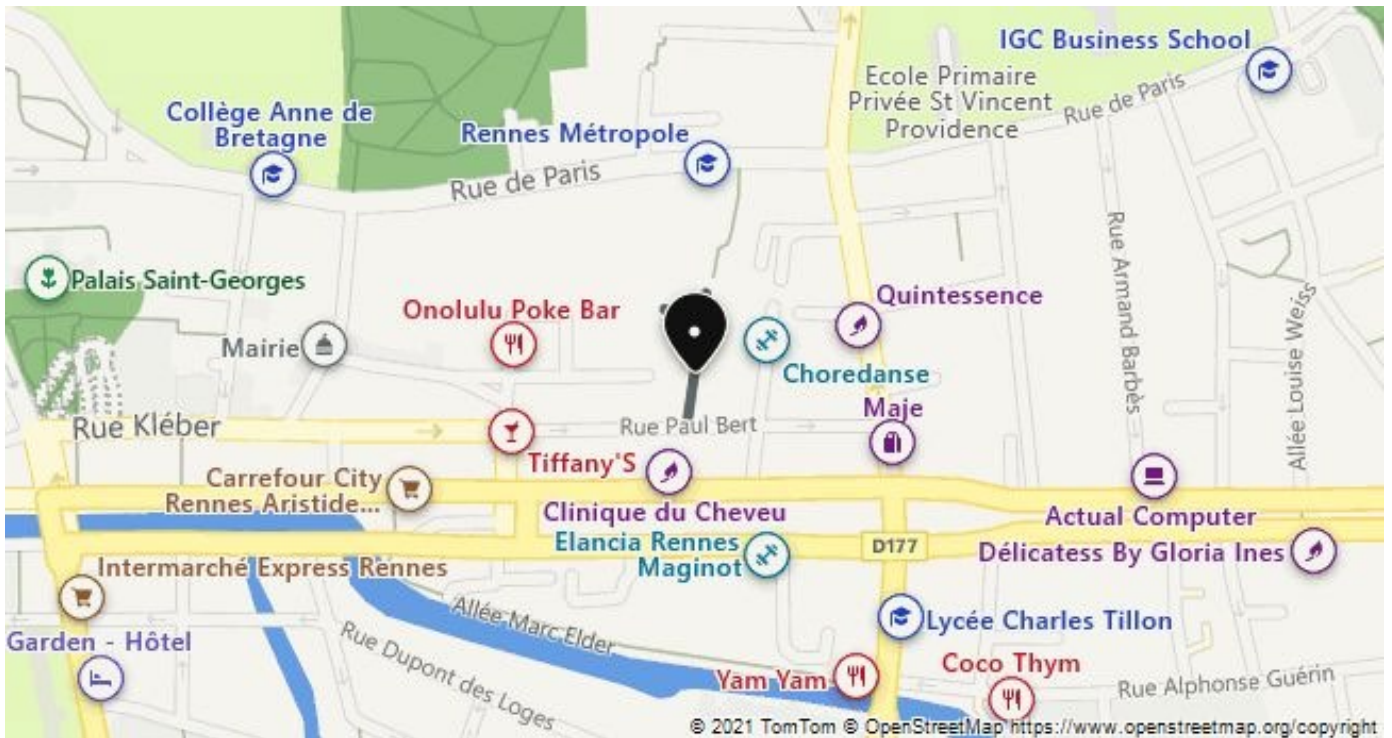 IGC Business School
Ecole Primaire
Privée St Vincent
Providence
Rue de Paris
Collège Anne de
Bretagne
Rennes Métropole
Rue de Paris
Palais Saint-Georges
Onolulu Poke Bar
Quintessence
Mairie
Choredanse
Rue Armand Barbès
Allée Louise Weiss
Rue Kléber
Rue Paul Bert
Maje
Tiffany'S
Carrefour City
Rennes Aristide...
Clinique du Cheveu
Actual Computer
Elancia Rennes
Maginot
D177
Délicatess By Gloria Ines
Intermarché Express Rennes
Allée Marc Elder
Lycée Charles Tillon
Garden - Hôtel
Rue Dupont des Loges
Yam Yam
Coco Thym
Rue Alphonse Guérin
© 2021 TomTom © OpenStreetMap https://www.openstreetmap.org/copyright